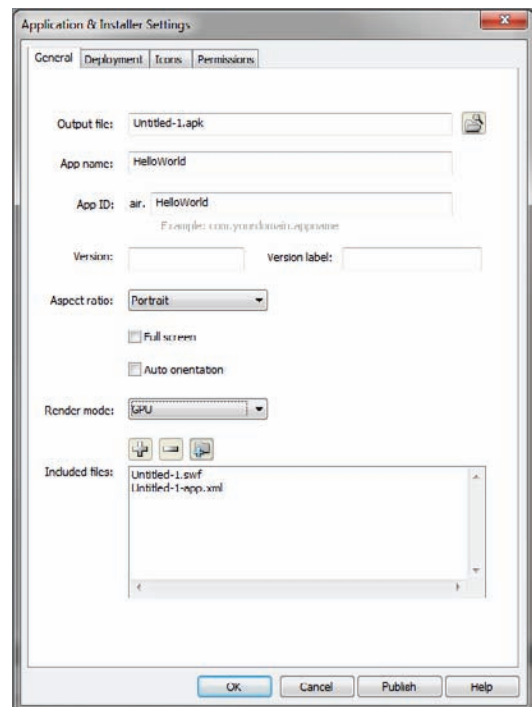 Application & Installer Settings
General Deployment Icons Permissions
Output file: Untitled-1.apk
App name: HelloWorld
App ID: air. HelloWorld
Example: com.yourdomain.appname
Version: Version label:
Aspect ratio: Portrait
Full screen
Auto orientation
Render mode: GPU
Included files: Untitled-1.swf
Untitled-1-app.xml
OK Cancel Publish Help